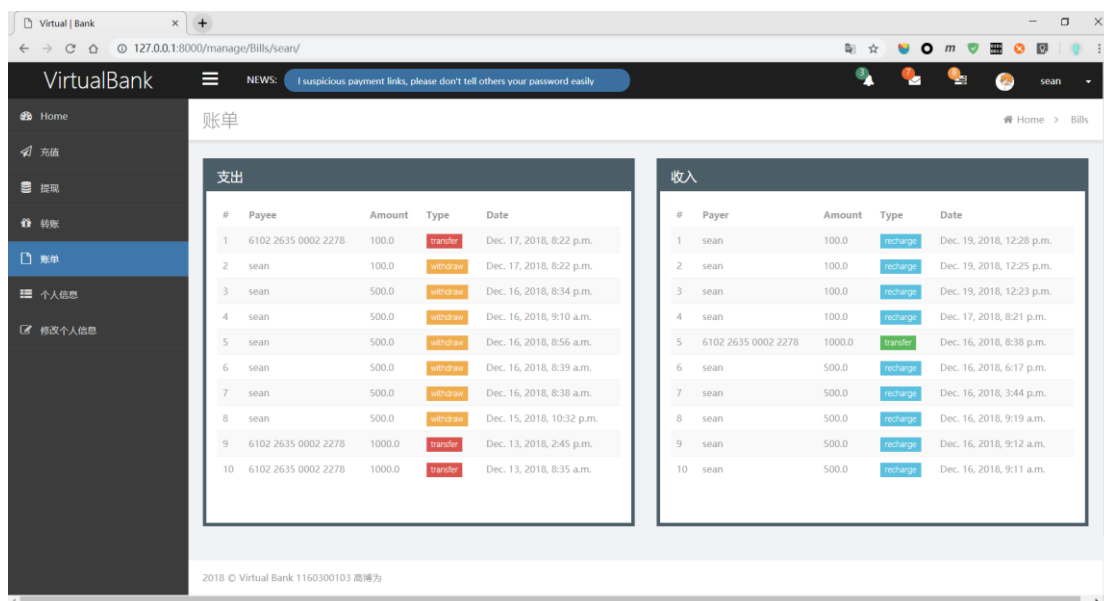 Virtual | Bank
127.0.0.1:8000/manage/Bills/sean/
VirtualBank
NEWS: I suspicious payment links, please don't tell others your password easily
3 7 sean
Home
充值
提现
转账
账单
个人信息
修改个人信息
账单
Home > Bills
支出
# Payee Amount Type Date
1 6102 2635 0002 2278 100.0 transfer Dec. 17, 2018, 8:22 p.m.
2 sean 100.0 withdraw Dec. 17, 2018, 8:22 p.m.
3 sean 500.0 withdraw Dec. 16, 2018, 8:34 p.m.
4 sean 500.0 withdraw Dec. 16, 2018, 9:10 a.m.
5 sean 500.0 withdraw Dec. 16, 2018, 8:56 a.m.
6 sean 500.0 withdraw Dec. 16, 2018, 8:39 a.m.
7 sean 500.0 withdraw Dec. 16, 2018, 8:38 a.m.
8 sean 500.0 withdraw Dec. 15, 2018, 10:32 p.m.
9 6102 2635 0002 2278 1000.0 transfer Dec. 13, 2018, 2:45 p.m.
10 6102 2635 0002 2278 1000.0 transfer Dec. 13, 2018, 8:35 a.m.
收入
# Payer Amount Type Date
1 sean 100.0 recharge Dec. 19, 2018, 12:28 p.m.
2 sean 100.0 recharge Dec. 19, 2018, 12:25 p.m.
3 sean 100.0 recharge Dec. 19, 2018, 12:23 p.m.
4 sean 100.0 recharge Dec. 17, 2018, 8:21 p.m.
5 6102 2635 0002 2278 1000.0 transfer Dec. 16, 2018, 8:38 p.m.
6 sean 500.0 recharge Dec. 16, 2018, 6:17 p.m.
7 sean 500.0 recharge Dec. 16, 2018, 3:44 p.m.
8 sean 500.0 recharge Dec. 16, 2018, 9:19 a.m.
9 sean 500.0 recharge Dec. 16, 2018, 9:12 a.m.
10 sean 500.0 recharge Dec. 16, 2018, 9:11 a.m.
2018 © Virtual Bank 1160300103 高博为